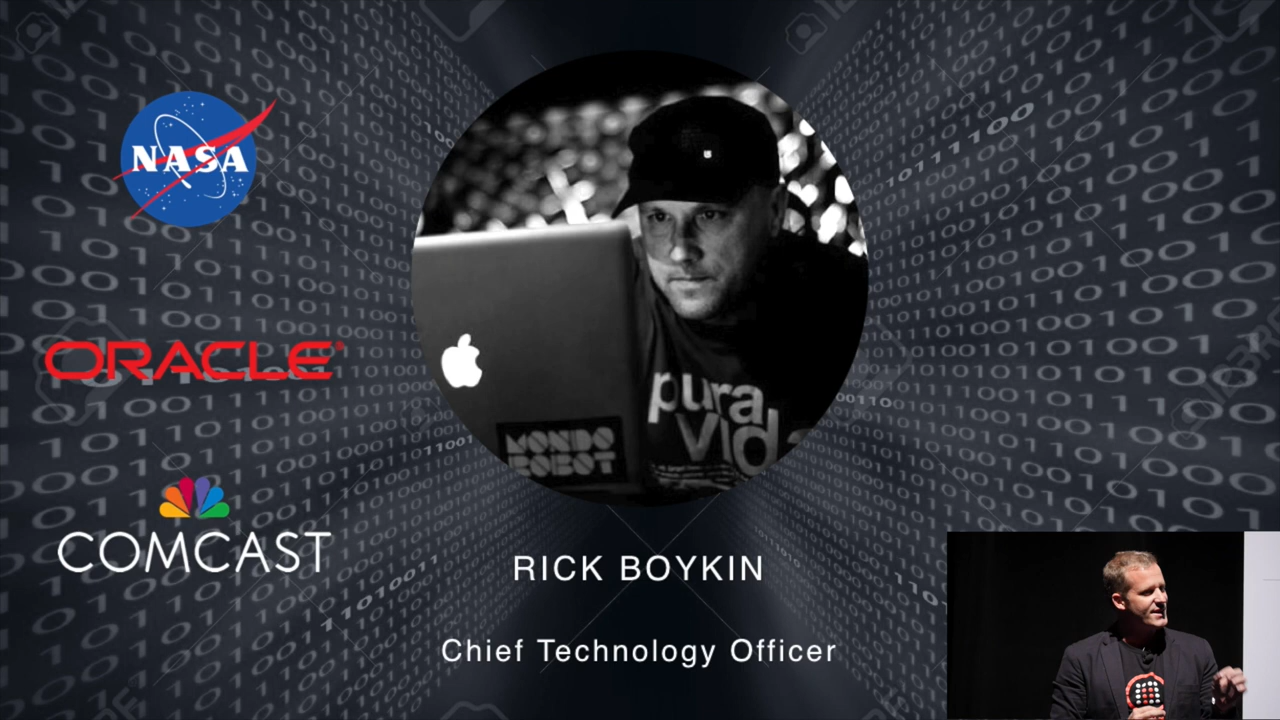 NASA
ORACLE®
COMCAST
pura
vida
MONDO
ROBOT
RICK BOYKIN
Chief Technology Officer